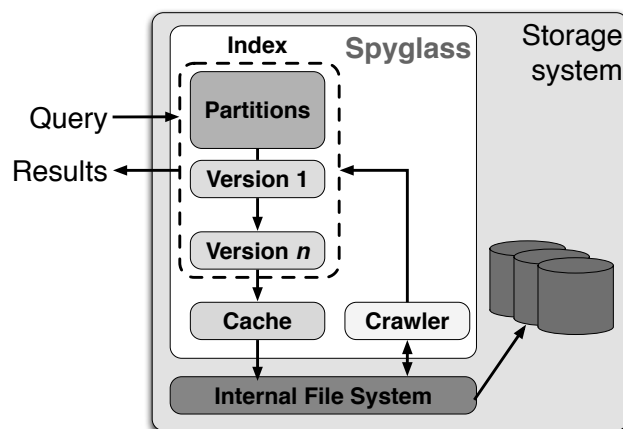 Index
Spyglass
Storage
system
Partitions
Query
Results
Version 1
Version n
Cache
Crawler
Internal File System